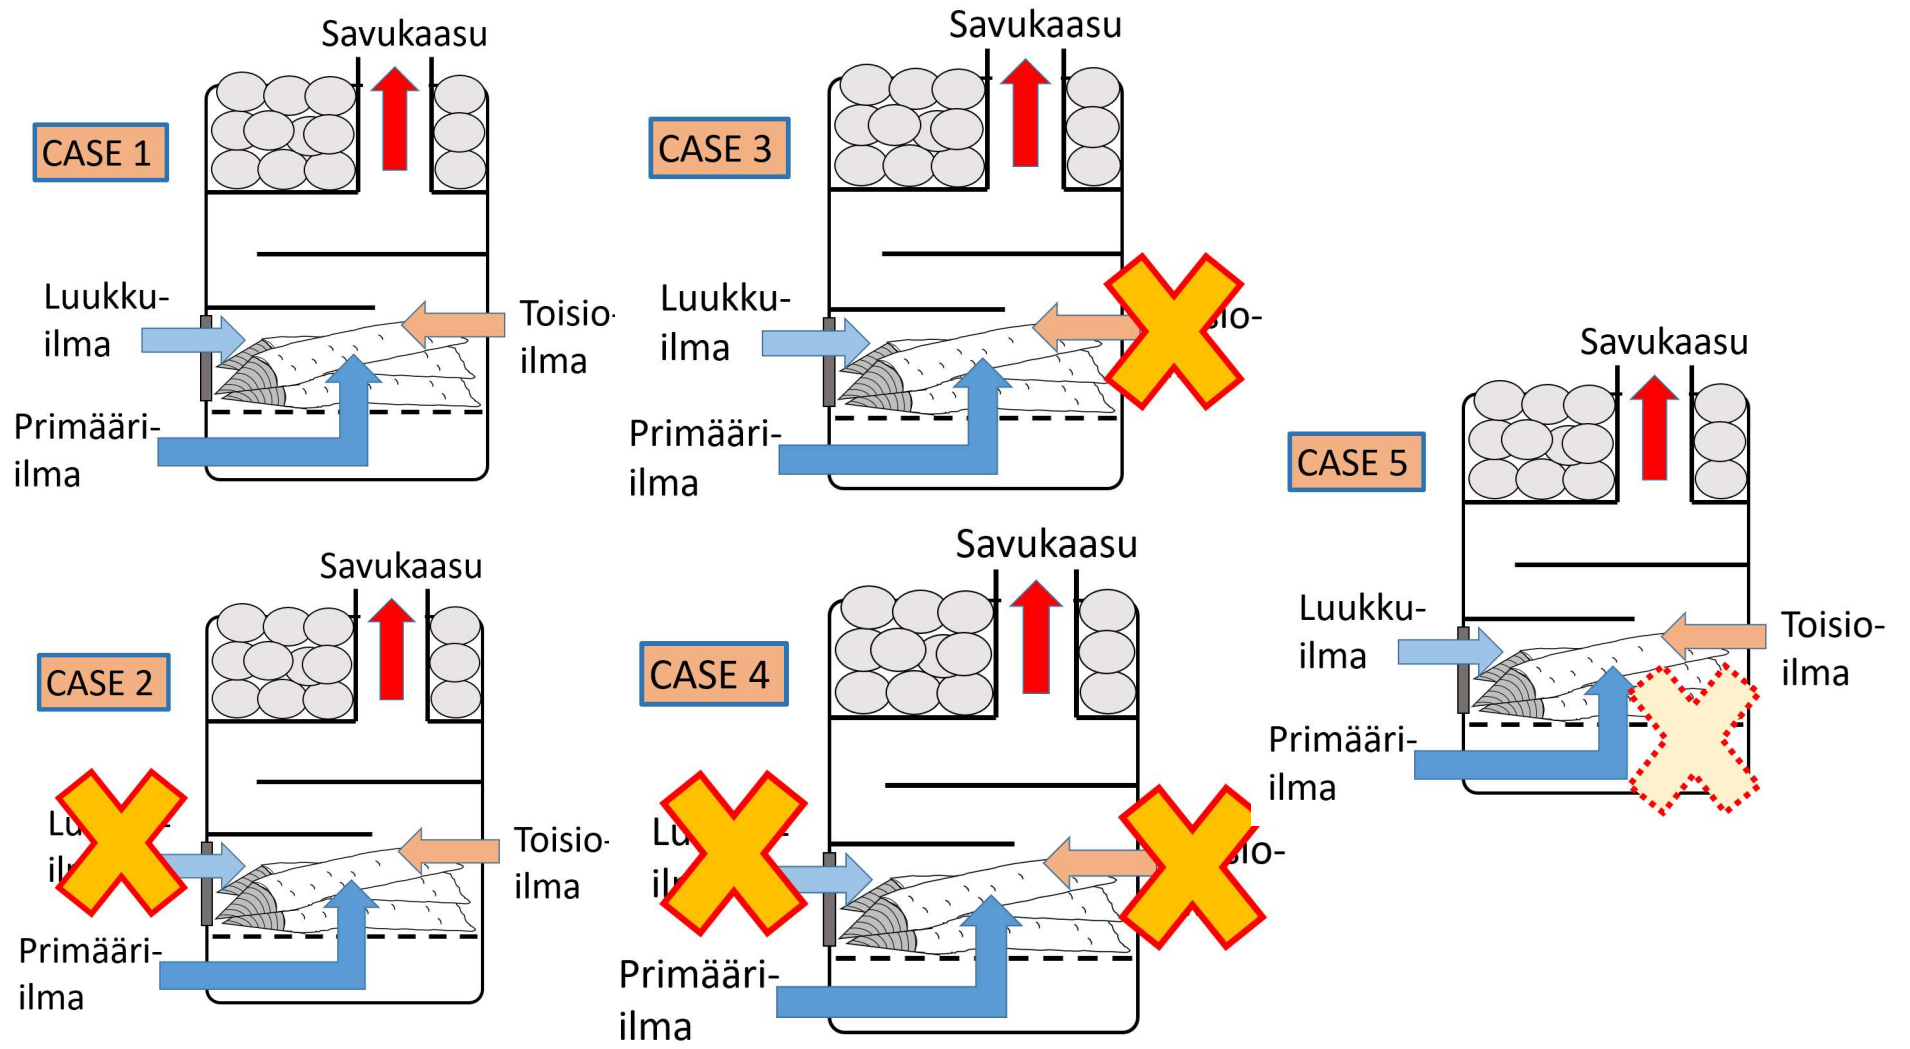 Savukaasu
CASE 1
Luukku-
ilma
Toisio-
ilma
Primääri-
ilma
Savukaasu
CASE 2
Toisio-
ilma
Primääri-
ilma
Savukaasu
CASE 3
Luukku-
ilma
Primääri-
ilma
Savukaasu
CASE 4
Primääri-
ilma
Savukaasu
CASE 5
Luukku-
ilma
Toisio-
ilma
Primääri-
ilma